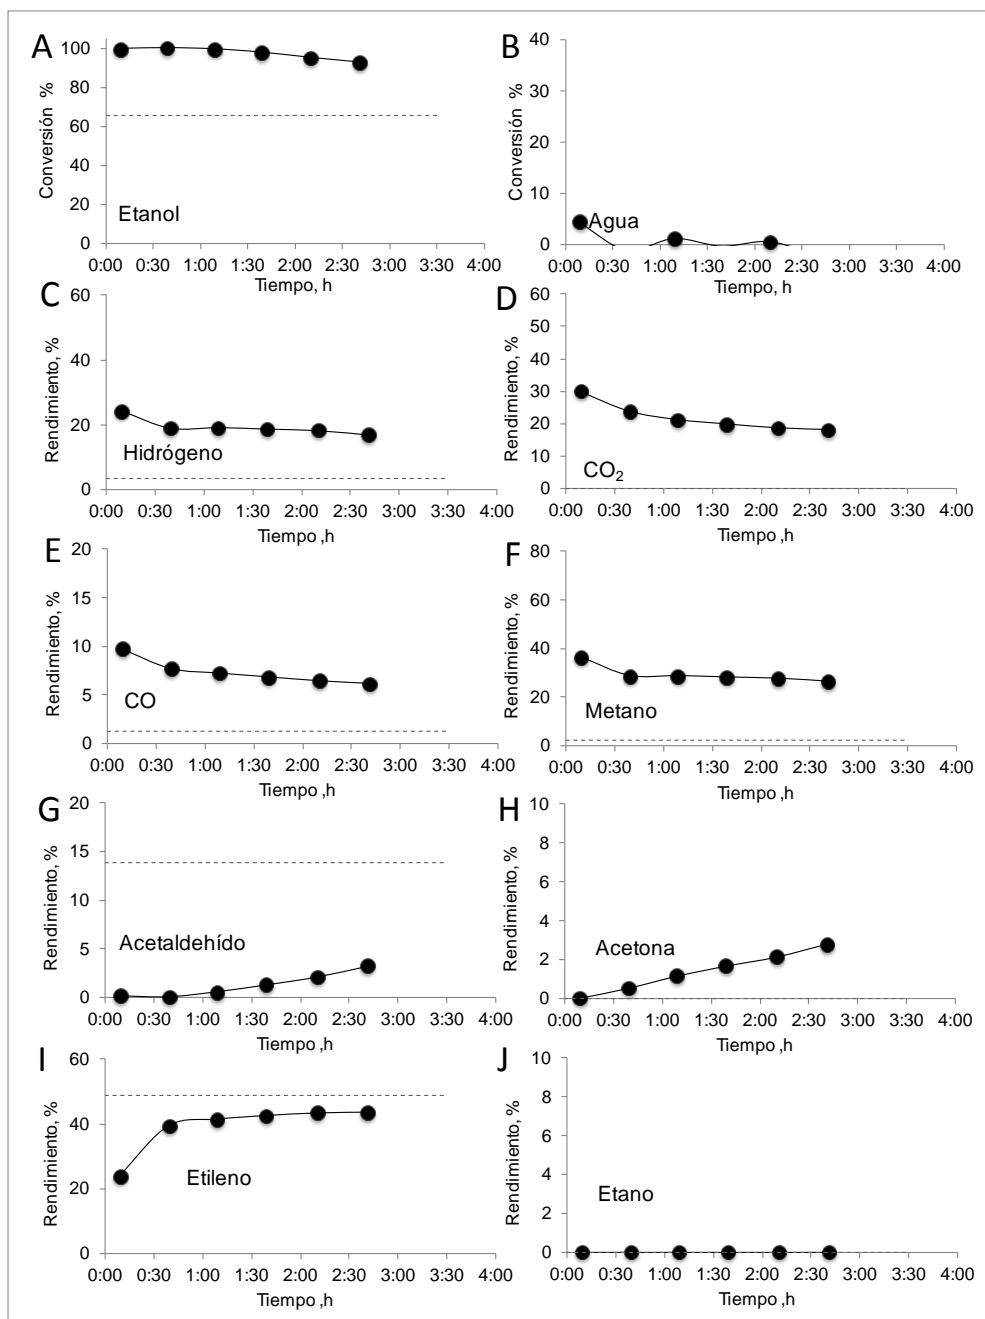 A
100
80
60
40
20
0
Conversión %
Etanol
0:00 0:30 1:00 1:30 2:00 2:30 3:00 3:30 4:00
Tiempo, h
B
40
30
20
10
0
Conversión %
Agua
0:00 0:30 1:00 1:30 2:00 2:30 3:00 3:30 4:00
Tiempo, h
C
60
40
20
0
Rendimiento, %
Hidrógeno
0:00 0:30 1:00 1:30 2:00 2:30 3:00 3:30 4:00
Tiempo ,h
D
60
50
40
30
20
10
0
Rendimiento, %
CO₂
0:00 0:30 1:00 1:30 2:00 2:30 3:00 3:30 4:00
Tiempo ,h
E
20
15
10
5
0
Rendimiento, %
CO
0:00 0:30 1:00 1:30 2:00 2:30 3:00 3:30 4:00
Tiempo ,h
F
80
60
40
20
0
Rendimiento, %
Metano
0:00 0:30 1:00 1:30 2:00 2:30 3:00 3:30 4:00
Tiempo ,h
G
20
15
10
5
0
Rendimiento, %
Acetaldehído
0:00 0:30 1:00 1:30 2:00 2:30 3:00 3:30 4:00
Tiempo ,h
H
10
8
6
4
2
0
Rendimiento, %
Acetona
0:00 0:30 1:00 1:30 2:00 2:30 3:00 3:30 4:00
Tiempo ,h
I
60
40
20
0
Rendimiento, %
Etileno
0:00 0:30 1:00 1:30 2:00 2:30 3:00 3:30 4:00
Tiempo ,h
J
10
8
6
4
2
0
Rendimiento, %
Etano
0:00 0:30 1:00 1:30 2:00 2:30 3:00 3:30 4:00
Tiempo ,h